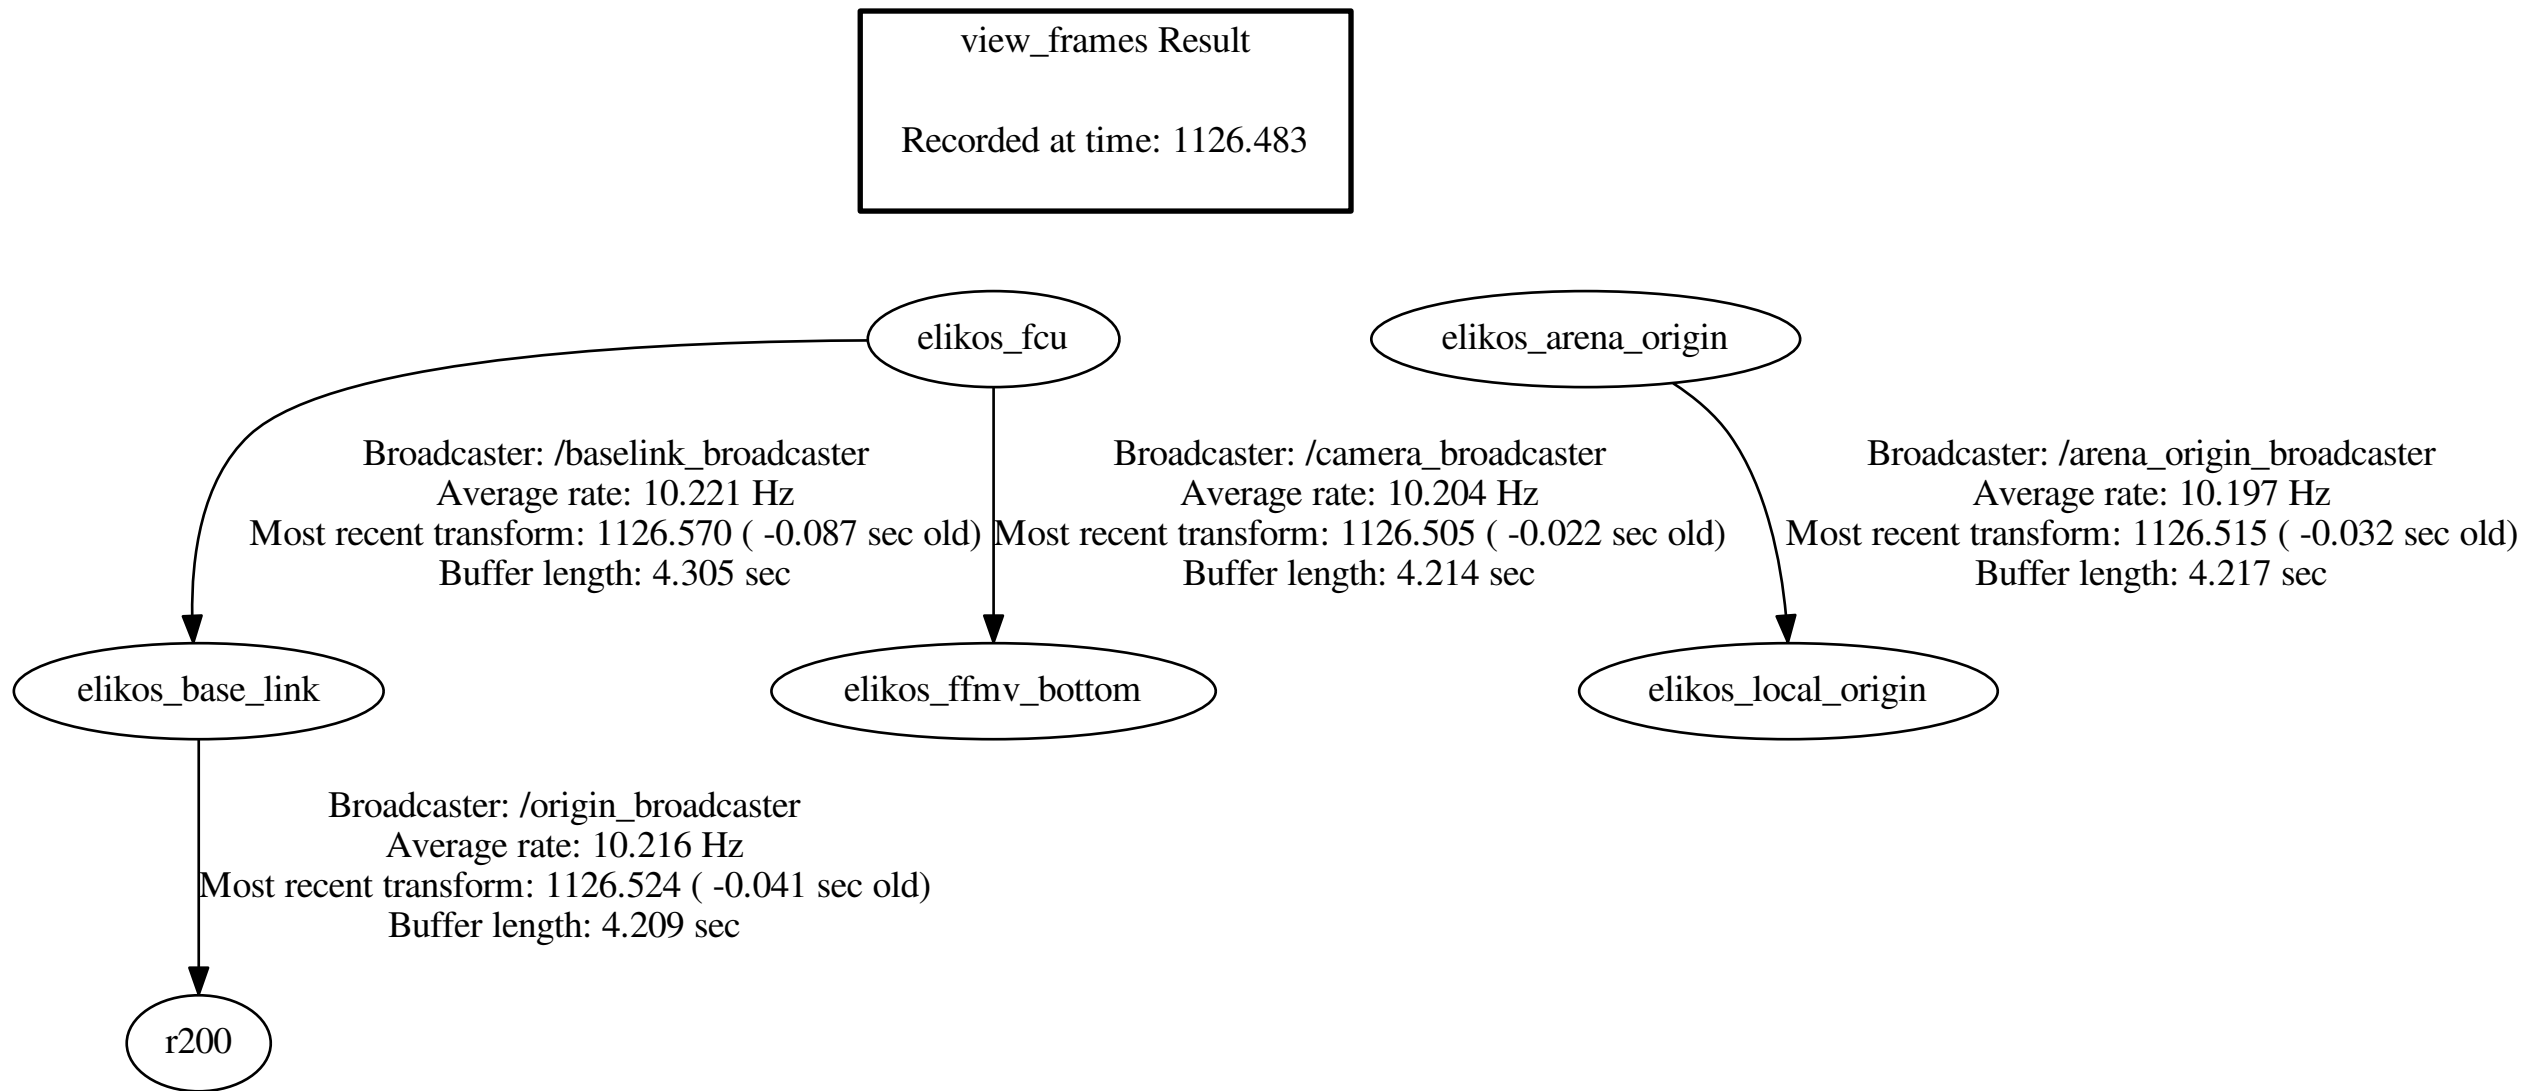 view_frames Result
Recorded at time: 1126.483
elikos_fcu
elikos_arena_origin
Broadcaster: /baselink_broadcaster
Average rate: 10.221 Hz
Most recent transform: 1126.570 ( -0.087 sec old)
Buffer length: 4.305 sec
Broadcaster: /camera_broadcaster
Average rate: 10.204 Hz
Most recent transform: 1126.505 ( -0.022 sec old)
Buffer length: 4.214 sec
Broadcaster: /arena_origin_broadcaster
Average rate: 10.197 Hz
Most recent transform: 1126.515 ( -0.032 sec old)
Buffer length: 4.217 sec
elikos_base_link
elikos_ffmv_bottom
elikos_local_origin
Broadcaster: /origin_broadcaster
Average rate: 10.216 Hz
Most recent transform: 1126.524 ( -0.041 sec old)
Buffer length: 4.209 sec
r200